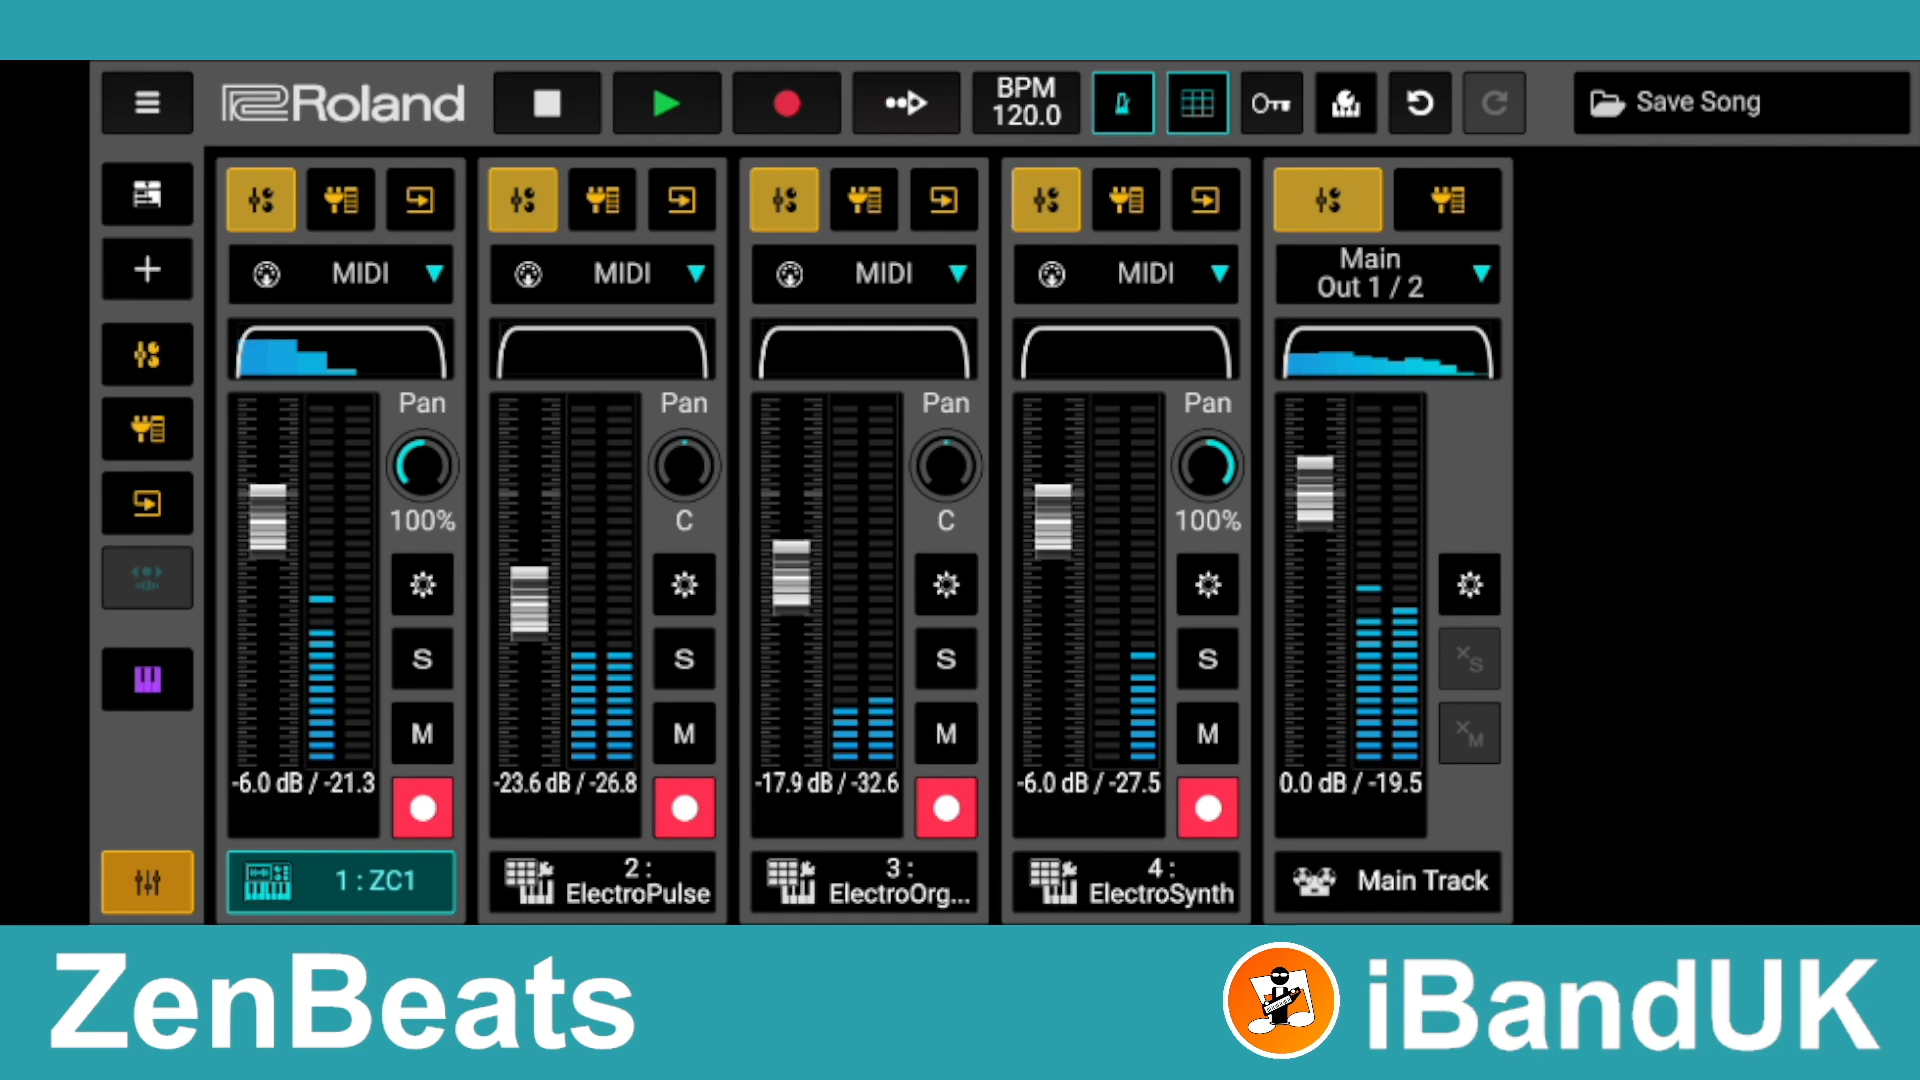 Roland
BPM
120.0
Save Song
MIDI
MIDI
MIDI
MIDI
Main
Out 1 / 2
Pan
Pan
Pan
Pan
100%
C
C
100%
S
S
S
S
×S
M
M
M
M
×M
-6.0 dB / -21.3
-23.6 dB / -26.8
-17.9 dB / -32.6
-6.0 dB / -27.5
0.0 dB / -19.5
1 : ZC1
2 :
ElectroPulse
3 :
ElectroOrg...
4 :
ElectroSynth
Main Track
ZenBeats
iBandUK